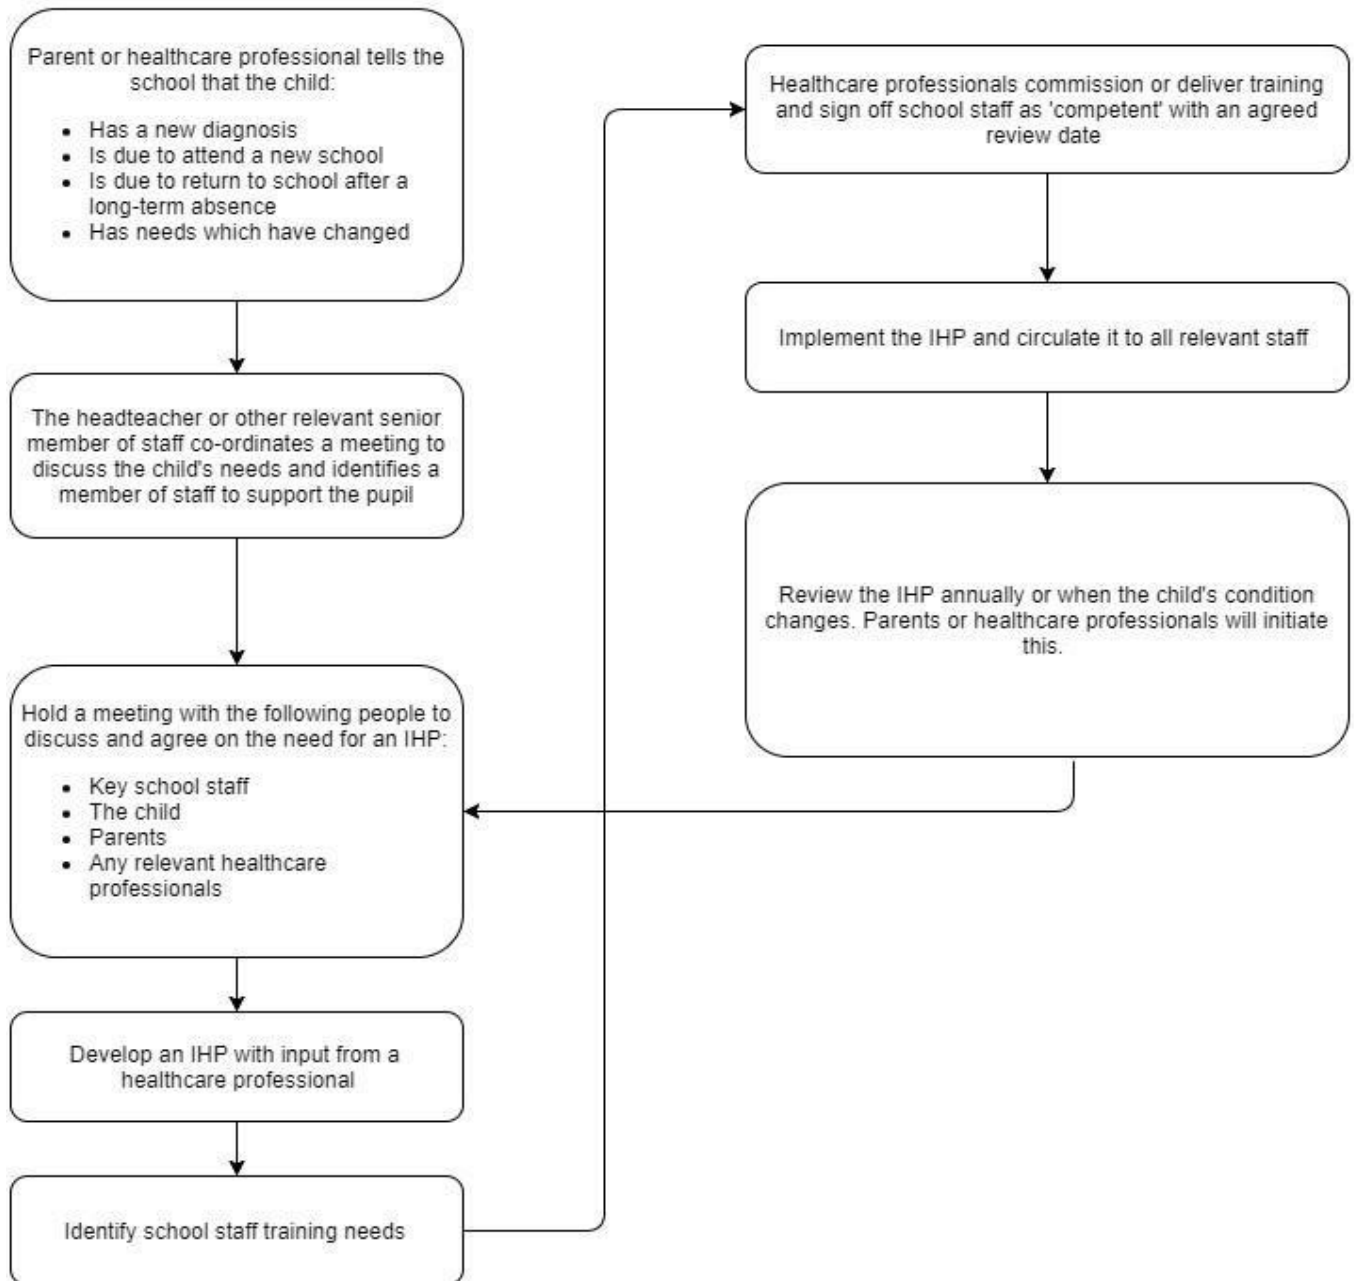 Parent or healthcare professional tells the
school that the child:
• Has a new diagnosis
• Is due to attend a new school
• Is due to return to school after a
long-term absence
• Has needs which have changed
The headteacher or other relevant senior
member of staff co-ordinates a meeting to
discuss the child's needs and identifies a
member of staff to support the pupil
Hold a meeting with the following people to
discuss and agree on the need for an IHP:
• Key school staff
• The child
• Parents
• Any relevant healthcare
professionals
Develop an IHP with input from a
healthcare professional
Identify school staff training needs
Healthcare professionals commission or deliver training
and sign off school staff as 'competent' with an agreed
review date
Implement the IHP and circulate it to all relevant staff
Review the IHP annually or when the child's condition
changes. Parents or healthcare professionals will initiate
this.